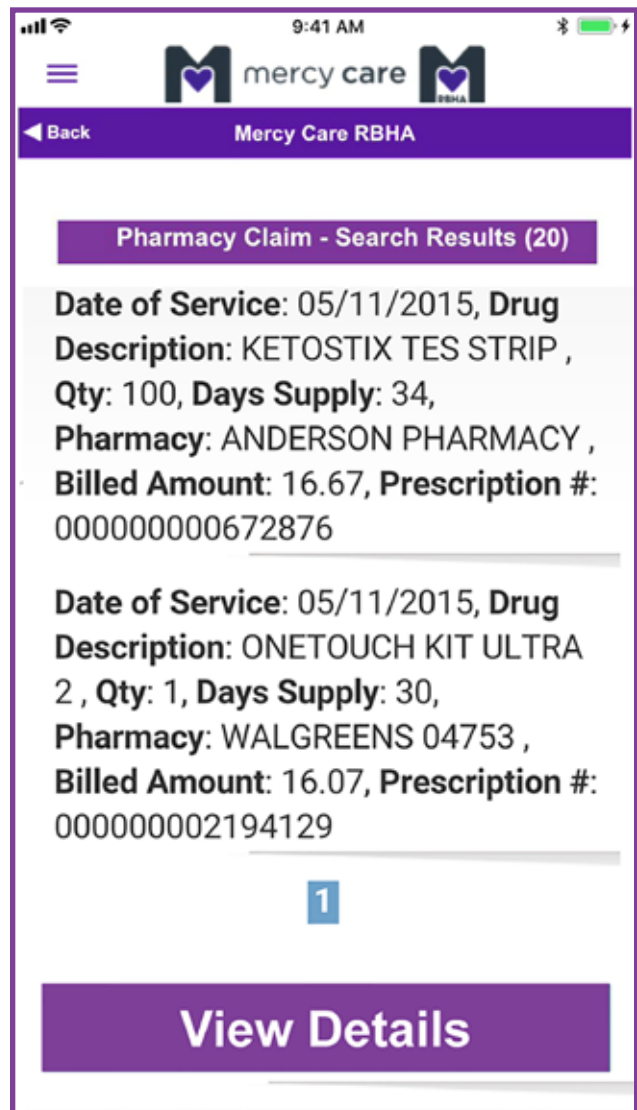 9:41 AM
mercy care
RBHA
Back
Mercy Care RBHA
Pharmacy Claim - Search Results (20)
Date of Service: 05/11/2015, Drug
Description: KETOSTIX TES STRIP ,
Qty: 100, Days Supply: 34,
Pharmacy: ANDERSON PHARMACY ,
Billed Amount: 16.67, Prescription #:
000000000672876
Date of Service: 05/11/2015, Drug
Description: ONETOUCH KIT ULTRA
2 , Qty: 1, Days Supply: 30,
Pharmacy: WALGREENS 04753 ,
Billed Amount: 16.07, Prescription #:
000000002194129
1
View Details